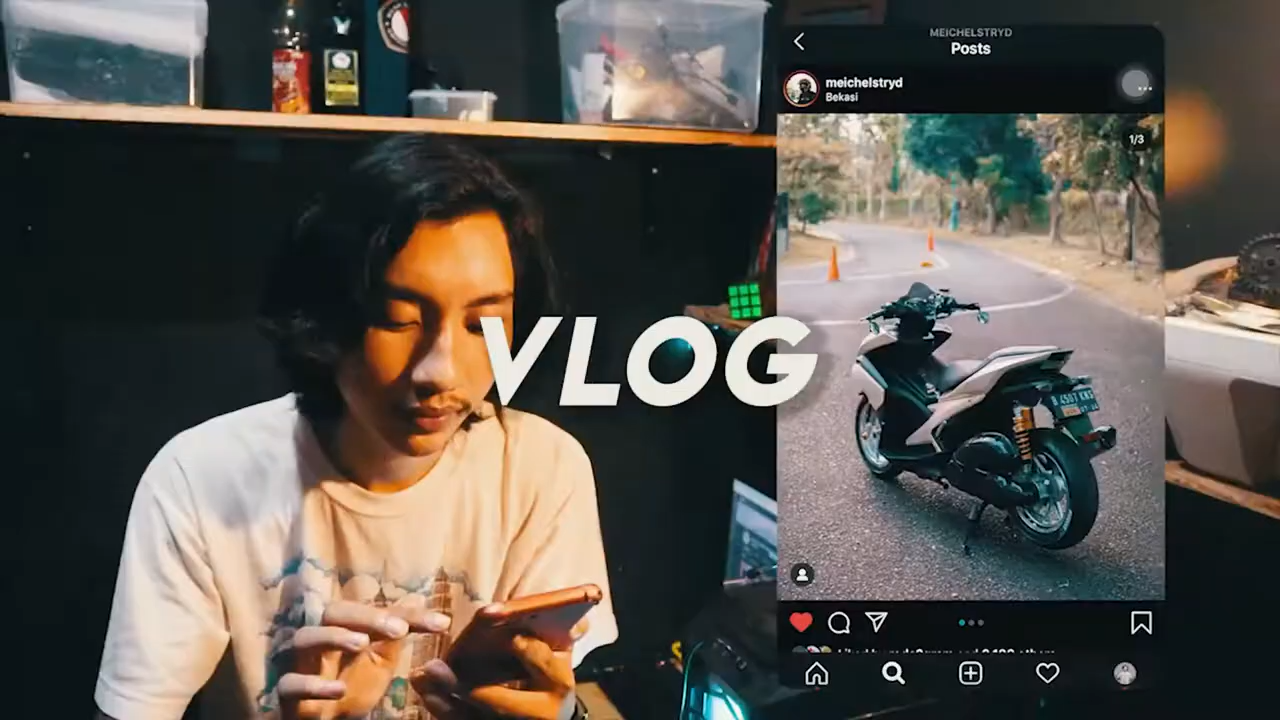 MEICHELSTRYD
Posts
meichelstryd
Bekasi
1/3
VLOG